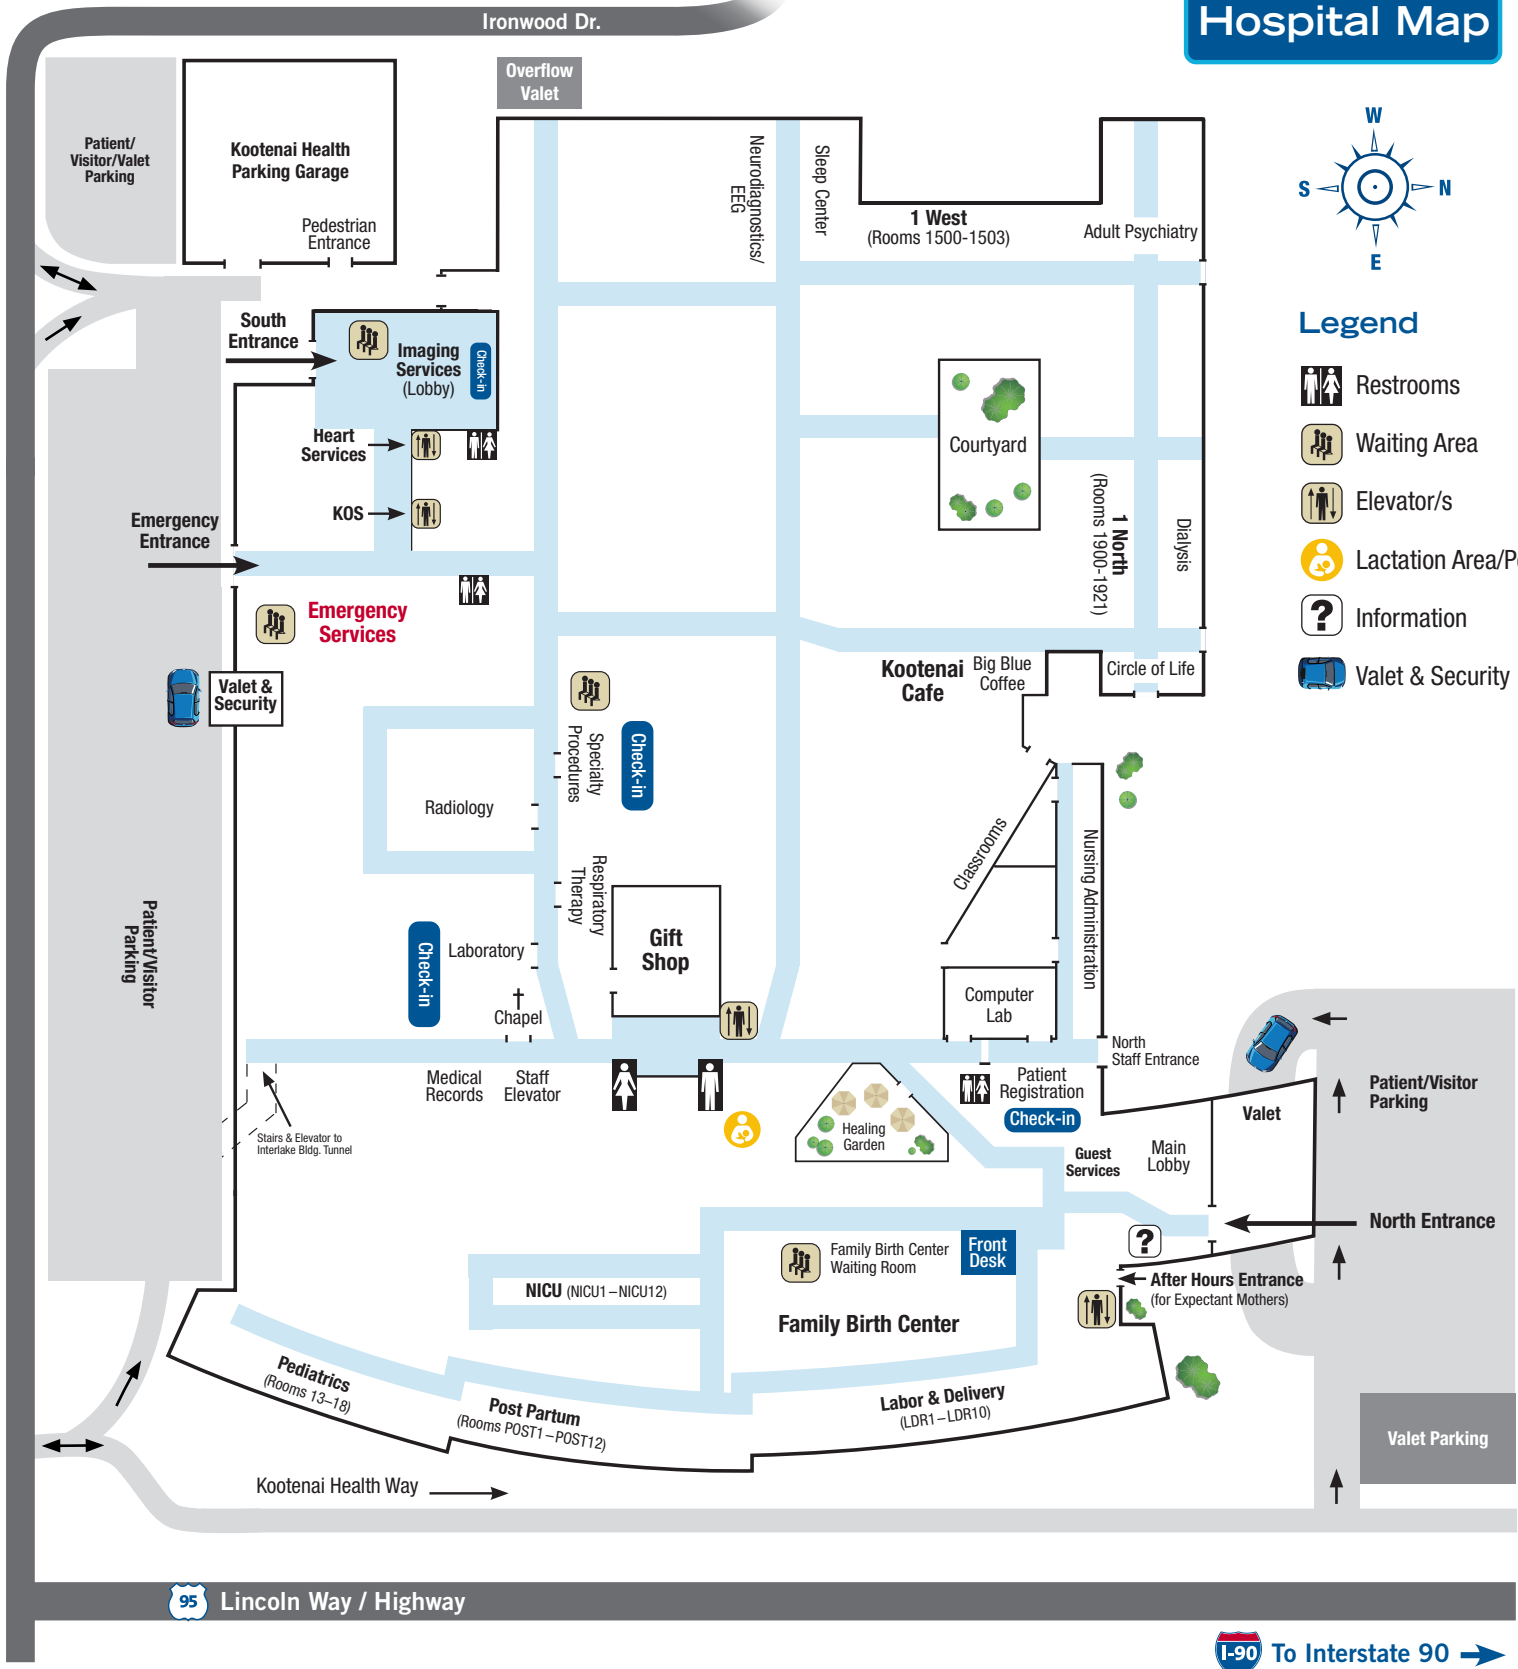 Ironwood Dr.
Hospital Map
Overflow
Valet
Patient/
Visitor/Valet
Parking
Kootenai Health
Parking Garage
Pedestrian
Entrance
Neurodiagnostics/
EEG
Sleep Center
1 West
(Rooms 1500-1503)
Adult Psychiatry
W
S
N
E
South
Entrance
Imaging
Services
(Lobby)
Check-in
Legend
Restrooms
Waiting Area
Elevator/s
Lactation Area/P
Information
Valet & Security
Heart
Services
KOS
Courtyard
1 North
(Rooms 1900-1921)
Dialysis
Emergency
Entrance
Emergency
Services
Valet &
Security
Kootenai
Cafe
Big Blue
Coffee
Circle of Life
Specialty
Procedures
Check-in
Radiology
Classrooms
Nursing Administration
Respiratory
Therapy
Gift
Shop
Patient/Visitor
Parking
Check-in
Laboratory
Chapel
Computer
Lab
North
Staff Entrance
Medical
Records
Staff
Elevator
Patient
Registration
Check-in
Stairs & Elevator to
Interlake Bldg. Tunnel
Healing
Garden
Guest
Services
Main
Lobby
Valet
Patient/Visitor
Parking
North Entrance
?
Family Birth Center
Waiting Room
Front
Desk
After Hours Entrance
(for Expectant Mothers)
NICU (NICU1–NICU12)
Family Birth Center
Pediatrics
(Rooms 13–18)
Post Partum
(Rooms POST1–POST12)
Labor & Delivery
(LDR1–LDR10)
Valet Parking
Kootenai Health Way
95 Lincoln Way / Highway
I-90 To Interstate 90